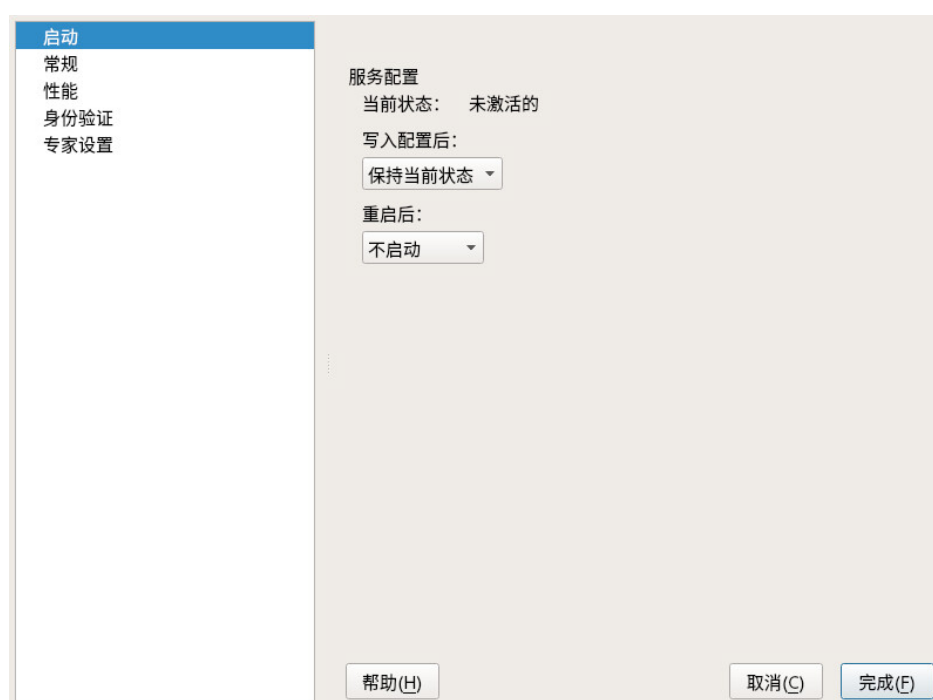 启动
常规
性能
身份验证
专家设置
服务配置
当前状态： 未激活的
写入配置后：
保持当前状态
重启后：
不启动
帮助(H)
取消(C)
完成(F)